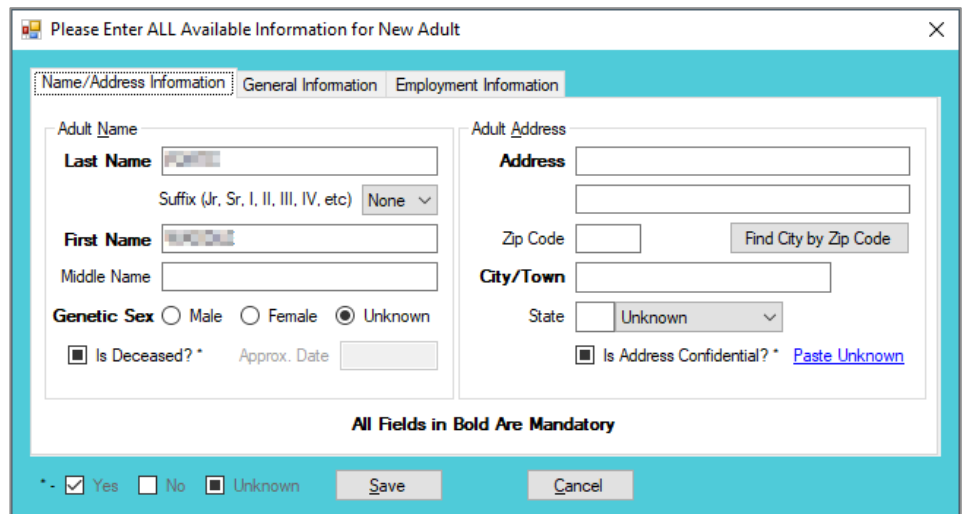 Please Enter ALL Available Information for New Adult
Name/Address Information General Information Employment Information
Adult Name
Last Name
Suffix (Jr, Sr, I, II, III, IV, etc) None
First Name
Middle Name
Genetic Sex Male Female Unknown
Is Deceased? * Approx. Date
Adult Address
Address
Zip Code Find City by Zip Code
City/Town
State Unknown
Is Address Confidential? * Paste Unknown
All Fields in Bold Are Mandatory
* - Yes No Unknown Save Cancel